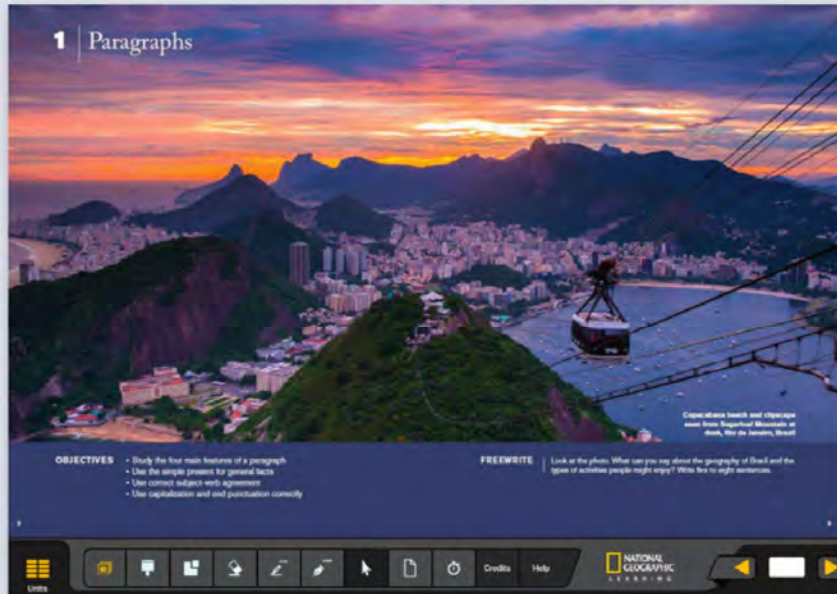 1 Paragraphs
Copacabana beach and cityscape
seen from Sugarloaf Mountain at
dusk, Rio de Janeiro, Brazil
OBJECTIVES
• Study the four main features of a paragraph
• Use the simple present for general facts
• Use correct subject-verb agreement
• Use capitalization and end punctuation correctly
FREEWRITE
Look at the photo. What can you say about the geography of Brazil and the
types of activities people might enjoy? Write five to eight sentences.
Units
Credits
Help
NATIONAL
GEOGRAPHIC
LEARNING